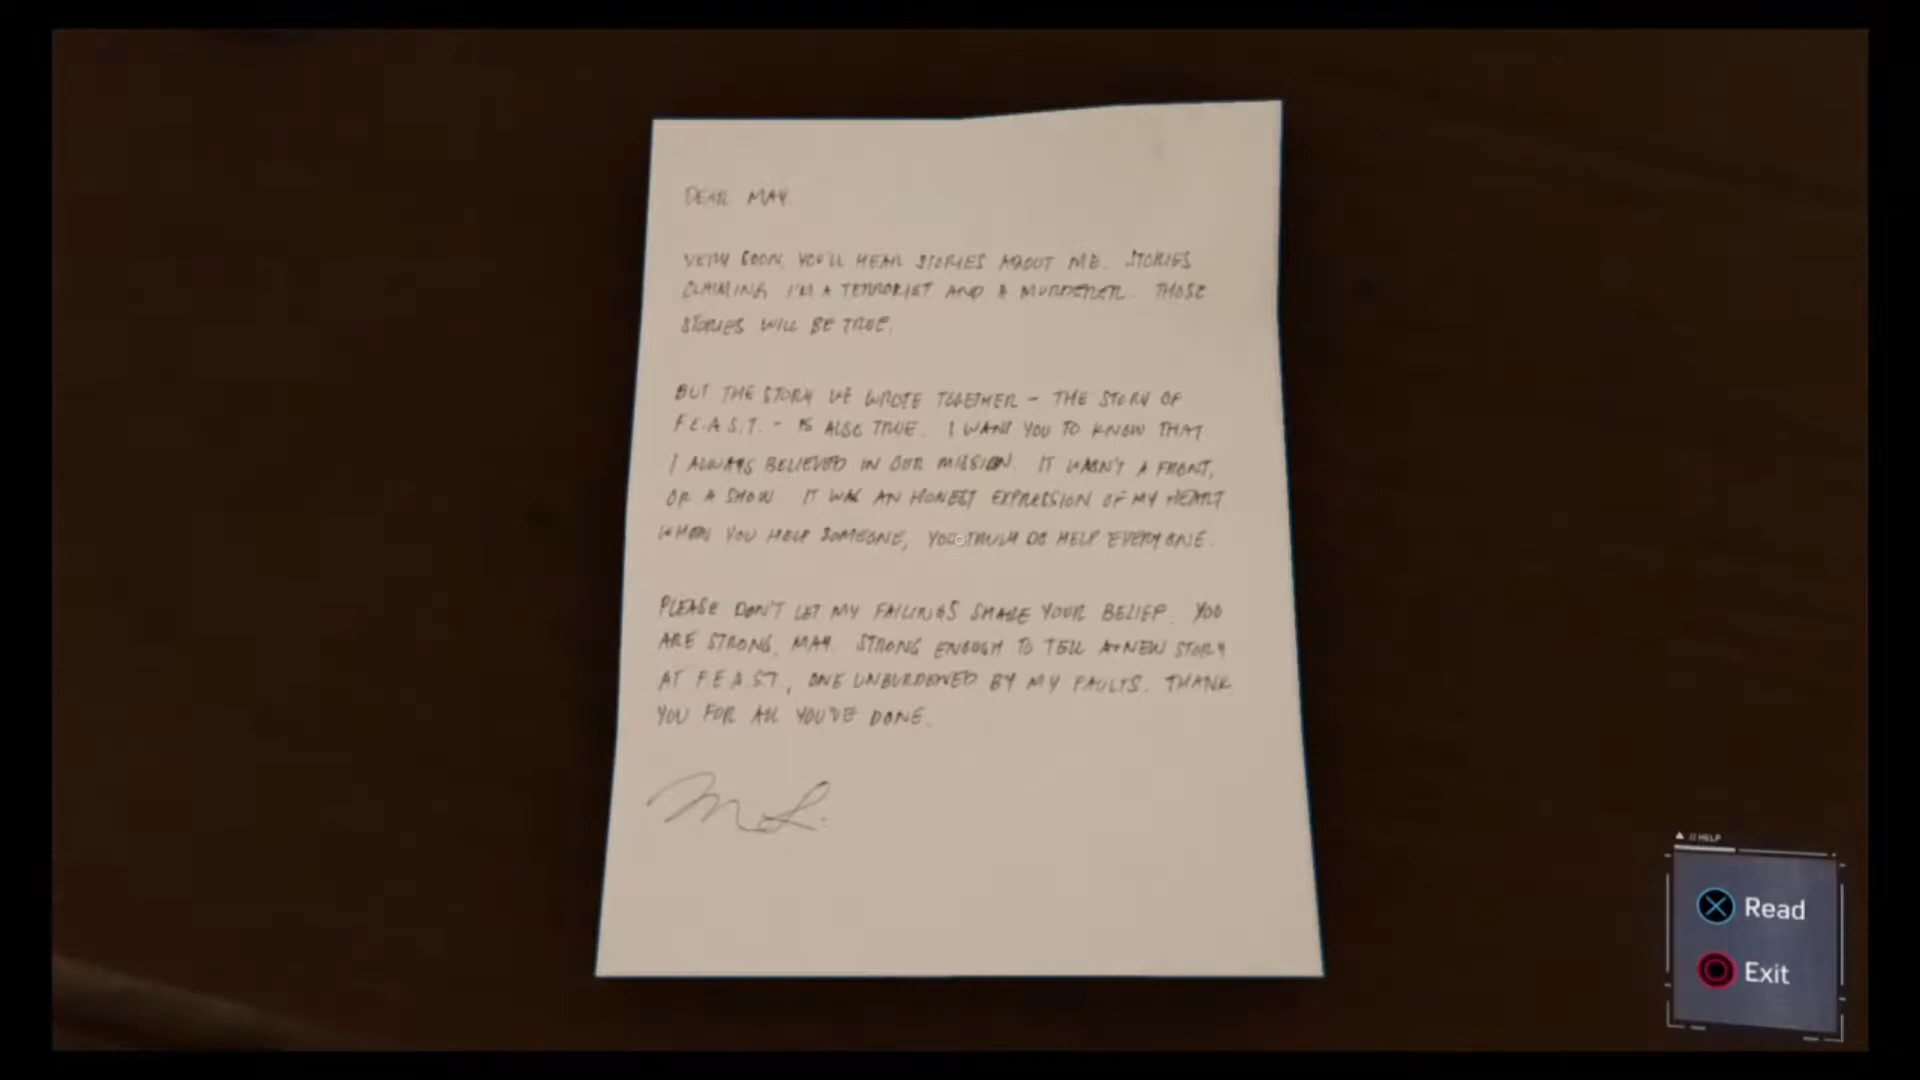 DEAR MAY
VERY SOON, YOU'LL HEAR STORIES ABOUT ME. STORIES
CLAIMING I'M A TERRORIST AND A MURDERER. THOSE
STORIES WILL BE TRUE.
BUT THE STORY WE WROTE TOGETHER - THE STORY OF
F.E.A.S.T. - IS ALSO TRUE. I WANT YOU TO KNOW THAT
I ALWAYS BELIEVED IN OUR MISSION. IT WASN'T A FRONT,
OR A SHOW IT WAS AN HONEST EXPRESSION OF MY HEART
WHEN YOU HELP SOMEONE, YOU TRULY DO HELP EVERYONE.
PLEASE DON'T LET MY FAILINGS SHAKE YOUR BELIEF. YOU
ARE STRONG, MAY. STRONG ENOUGH TO TELL A NEW STORY
AT F.E.A.S.T., ONE UNBURDENED BY MY FAULTS. THANK
YOU FOR ALL YOU'VE DONE.
M L.
HELP
Read
Exit